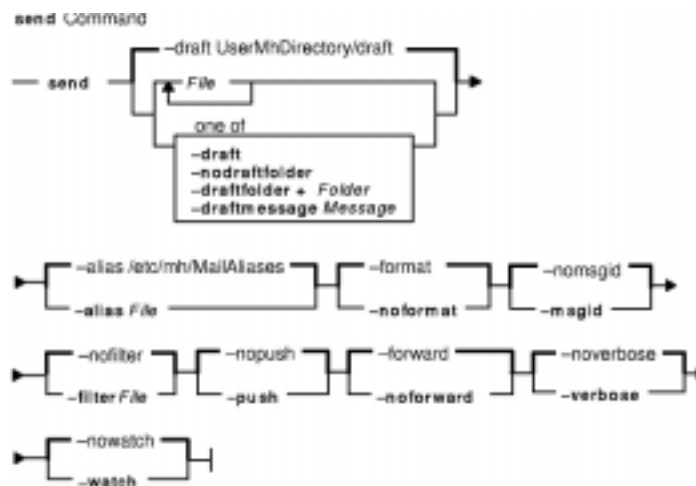 send Command
–draft UserMhDirectory/draft
send
File
one of
–draft
–nodraftfolder
–draftfolder + Folder
–draftmessage Message
–alias /etc/mh/MailAliases
–format
–nomsgid
–alias File
–noformat
–msgid
–nofilter
–nopush
–forward
–noverbose
–filter File
–push
–noforward
–verbose
–nowatch
–watch